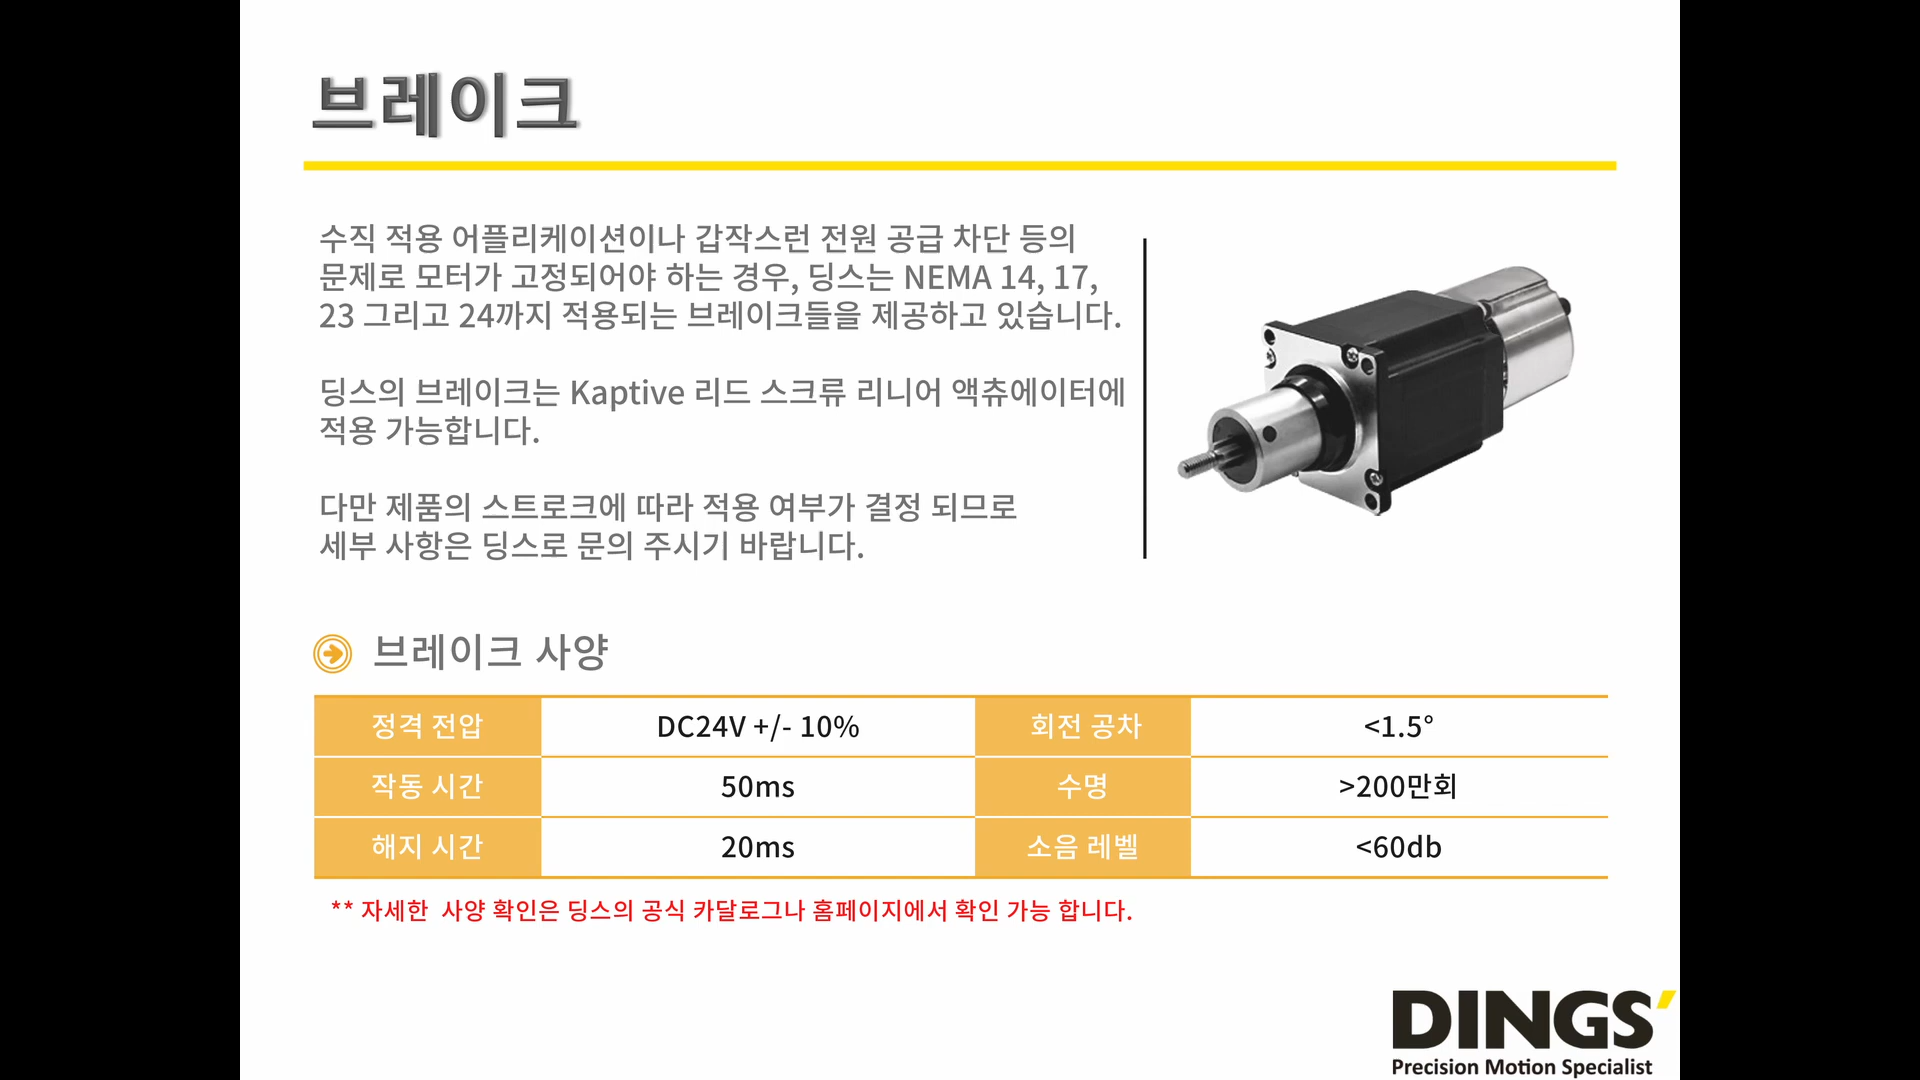 브레이크
수직 적용 어플리케이션이나 갑작스런 전원 공급 차단 등의
문제로 모터가 고정되어야 하는 경우, 딩스는 NEMA 14, 17,
23 그리고 24까지 적용되는 브레이크들을 제공하고 있습니다.
딩스의 브레이크는 Kaptive 리드 스크류 리니어 액츄에이터에
적용 가능합니다.
다만 제품의 스트로크에 따라 적용 여부가 결정 되므로
세부 사항은 딩스로 문의 주시기 바랍니다.
브레이크 사양
정격 전압 DC24V +/- 10% 회전 공차 <1.5°
작동 시간 50ms 수명 >200만회
해지 시간 20ms 소음 레벨 <60db
** 자세한 사양 확인은 딩스의 공식 카달로그나 홈페이지에서 확인 가능 합니다.
DINGS'
Precision Motion Specialist